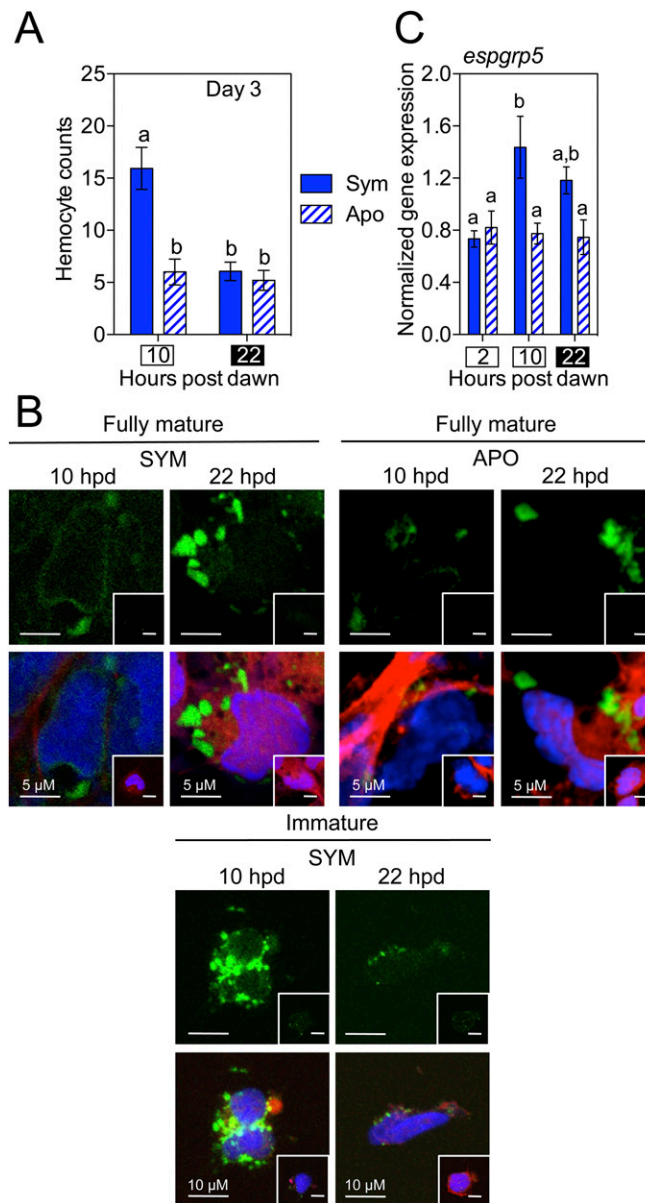 A
Hemocyte counts
25
20
15
10
5
0
Day 3
a
b
b
b
10
22
Hours post dawn
Sym
Apo
C
espgrp5
Normalized gene expression
2.0
1.6
1.2
0.8
0.4
0.0
a
a
b
a
a,b
a
2
10
22
Hours post dawn
B
Fully mature
SYM
10 hpd
22 hpd
5 µM
5 µM
Fully mature
APO
10 hpd
22 hpd
5 µM
5 µM
Immature
SYM
10 hpd
22 hpd
10 µM
10 µM